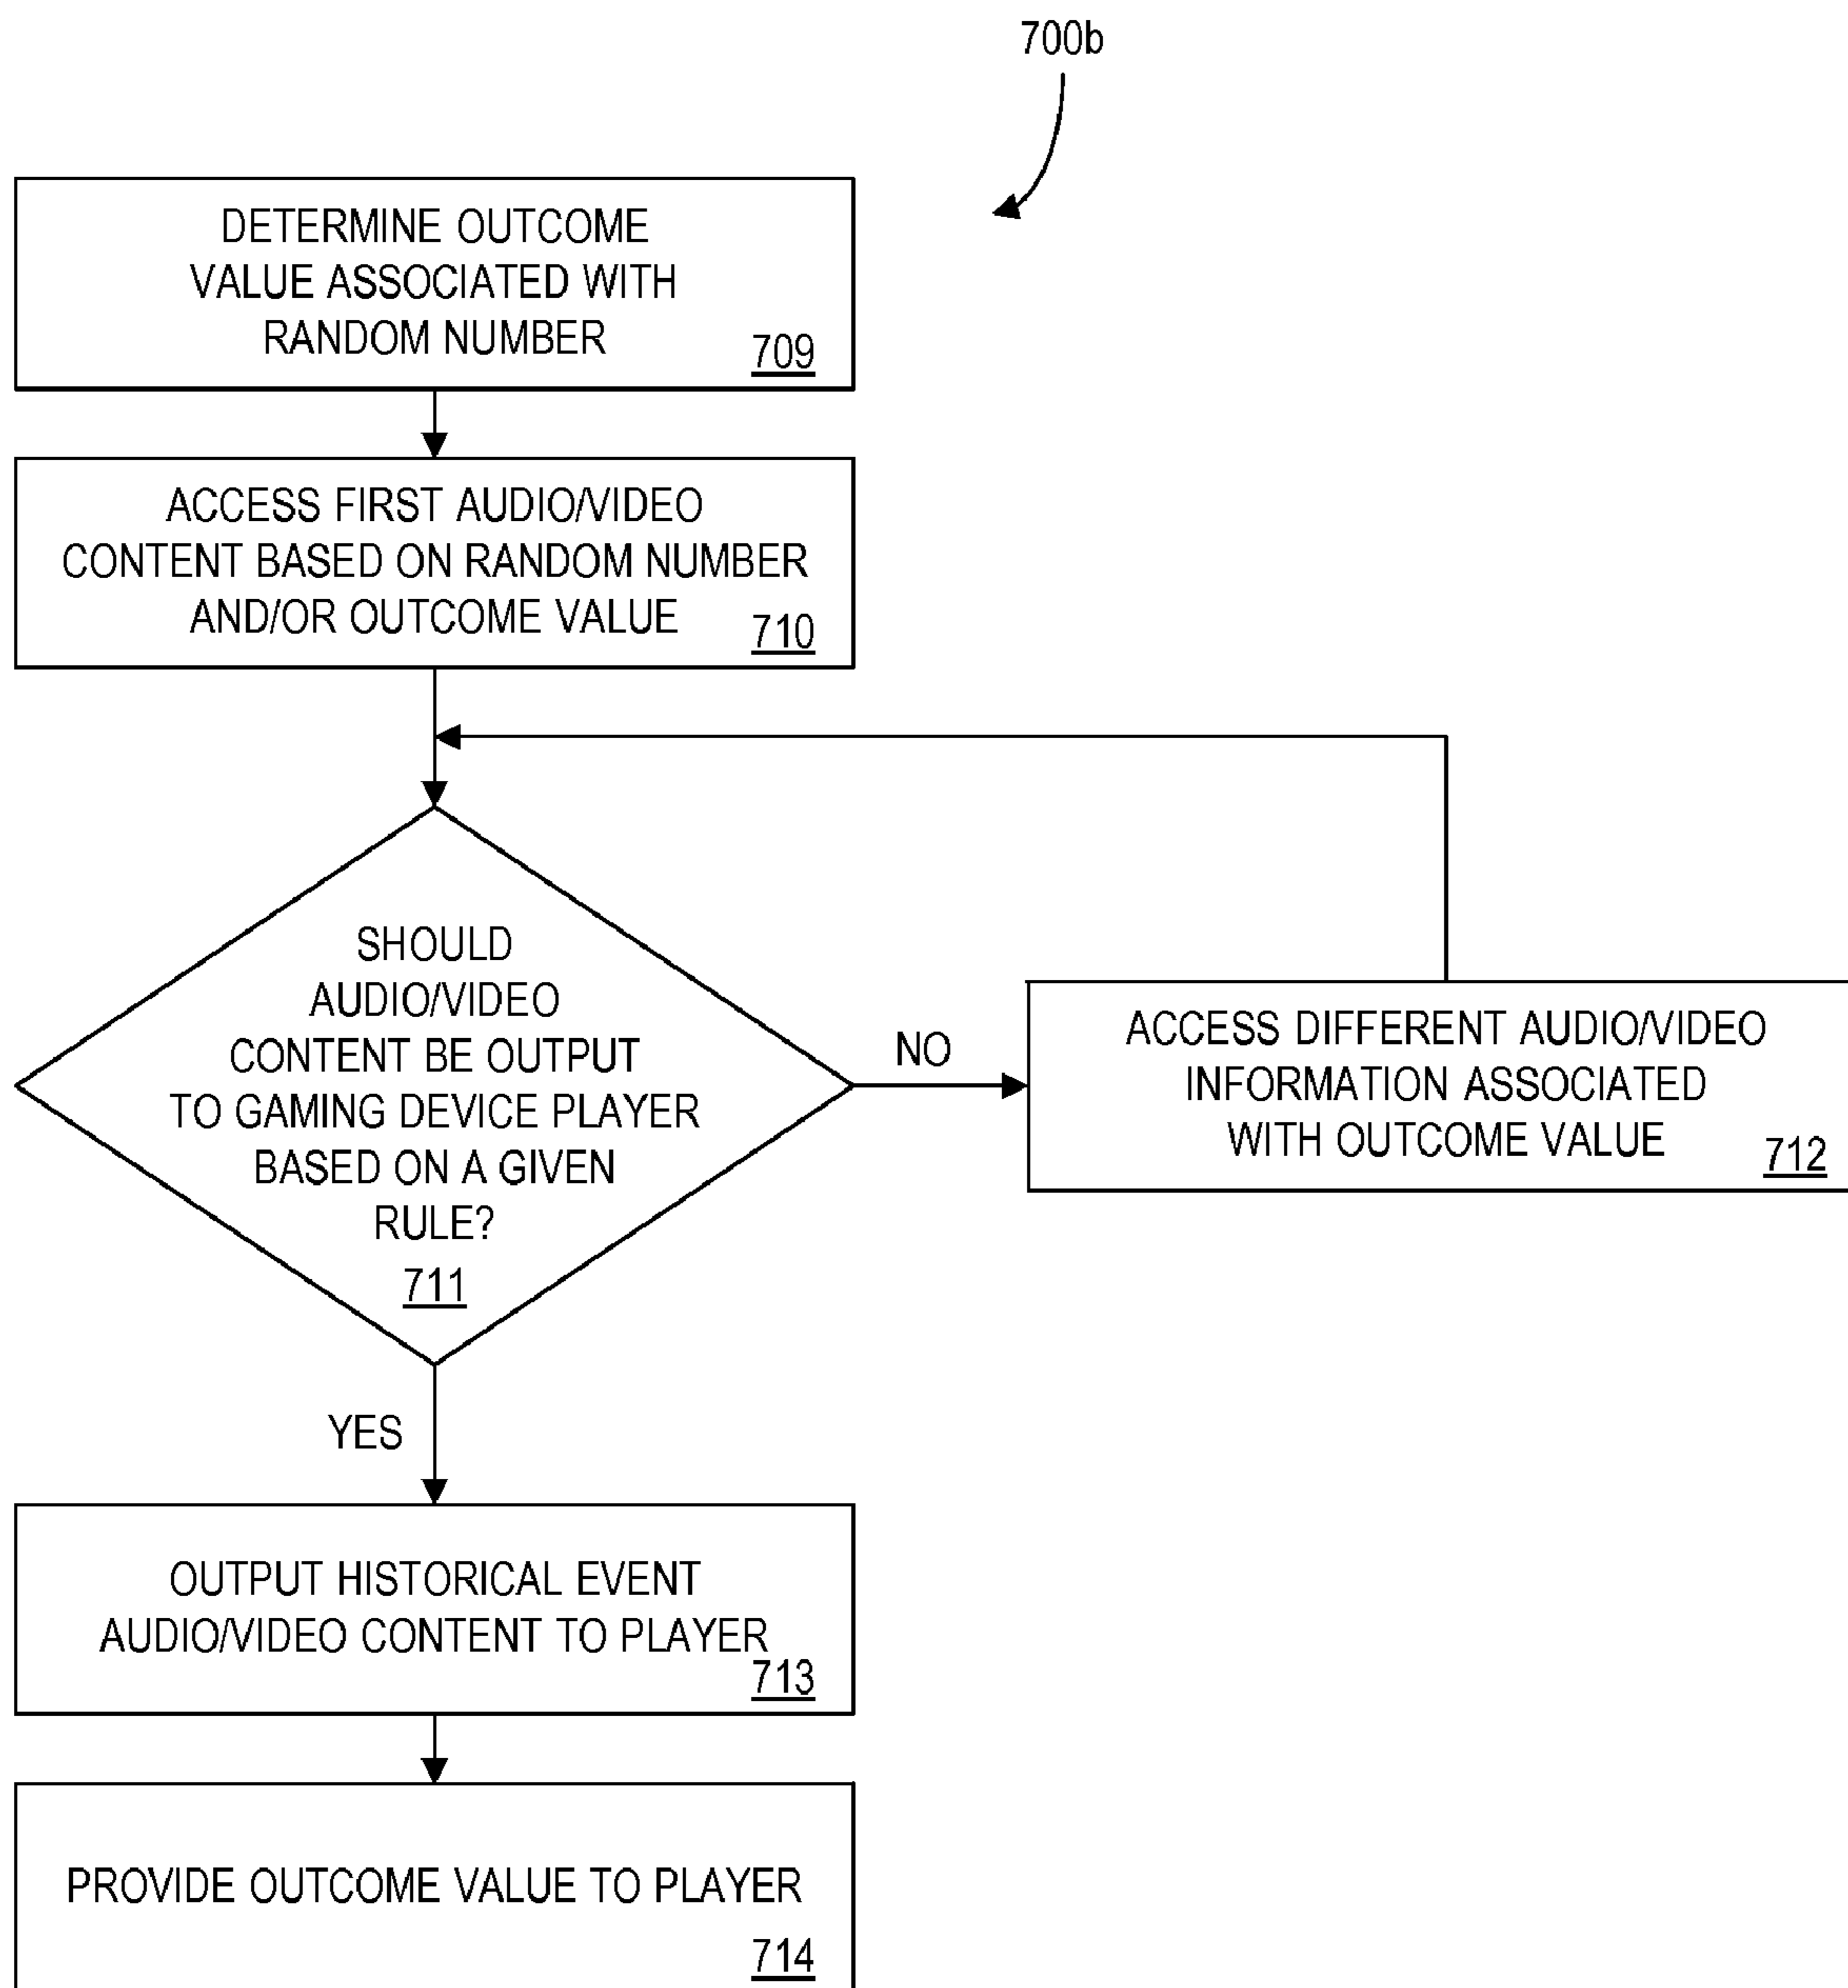 700b
DETERMINE OUTCOME
VALUE ASSOCIATED WITH
RANDOM NUMBER
709
ACCESS FIRST AUDIO/VIDEO
CONTENT BASED ON RANDOM NUMBER
AND/OR OUTCOME VALUE
710
SHOULD
AUDIO/VIDEO
CONTENT BE OUTPUT
TO GAMING DEVICE PLAYER
BASED ON A GIVEN
RULE?
711
NO
ACCESS DIFFERENT AUDIO/VIDEO
INFORMATION ASSOCIATED
WITH OUTCOME VALUE
712
YES
OUTPUT HISTORICAL EVENT
AUDIO/VIDEO CONTENT TO PLAYER
713
PROVIDE OUTCOME VALUE TO PLAYER
714